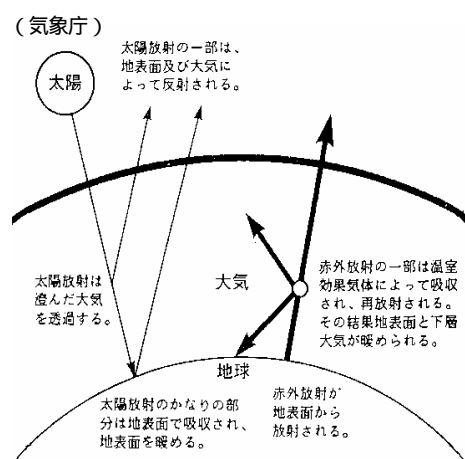 （気象庁）
太陽
太陽放射の一部は、
地表面及び大気に
よって反射される。
太陽放射は
澄んだ大気
を透過する。
大気
赤外放射の一部は温室
効果気体によって吸収
され、再放射される。
その結果地表面と下層
大気が暖められる。
地球
太陽放射のかなりの部
分は地表面で吸収され、
地表面を暖める。
赤外放射が
地表面から
放射される。